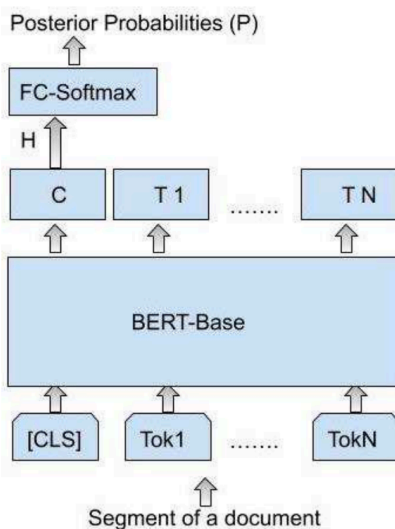 Posterior Probabilities (P)
FC-Softmax
H
C T 1 ....... T N
BERT-Base
[CLS] Tok1 ....... TokN
Segment of a document